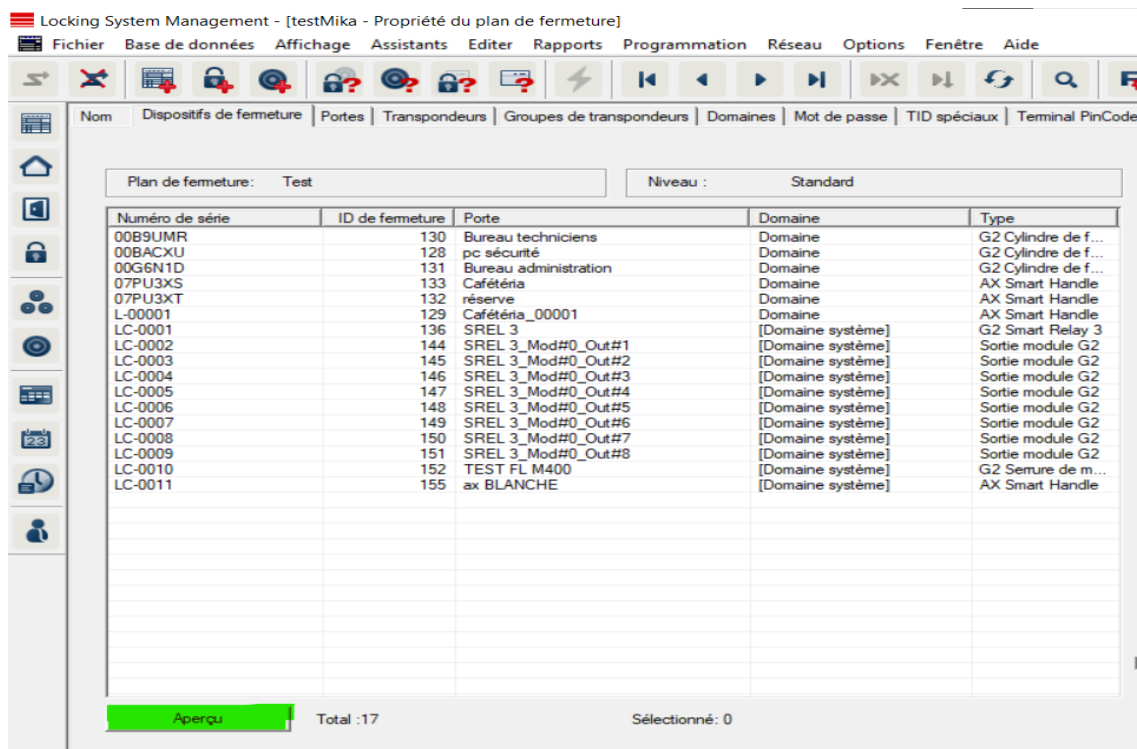 Locking System Management - [testMika - Propriété du plan de fermeture]
Fichier Base de données Affichage Assistants Editer Rapports Programmation Réseau Options Fenêtre Aide
Nom Dispositifs de fermeture Portes Transpondeurs Groupes de transpondeurs Domaines Mot de passe TID spéciaux Terminal PinCode
Plan de fermeture: Test Niveau : Standard
Numéro de série ID de fermeture Porte Domaine Type
00B9UMR 130 Bureau techniciens Domaine G2 Cylindre de f...
00BACXU 128 pc sécurité Domaine G2 Cylindre de f...
00G6N1D 131 Bureau administration Domaine G2 Cylindre de f...
07PU3XS 133 Cafétéria Domaine AX Smart Handle
07PU3XT 132 réserve Domaine AX Smart Handle
L-00001 129 Cafétéria_00001 Domaine AX Smart Handle
LC-0001 136 SREL 3 [Domaine système] G2 Smart Relay 3
LC-0002 144 SREL 3_Mod#0_Out#1 [Domaine système] Sortie module G2
LC-0003 145 SREL 3_Mod#0_Out#2 [Domaine système] Sortie module G2
LC-0004 146 SREL 3_Mod#0_Out#3 [Domaine système] Sortie module G2
LC-0005 147 SREL 3_Mod#0_Out#4 [Domaine système] Sortie module G2
LC-0006 148 SREL 3_Mod#0_Out#5 [Domaine système] Sortie module G2
LC-0007 149 SREL 3_Mod#0_Out#6 [Domaine système] Sortie module G2
LC-0008 150 SREL 3_Mod#0_Out#7 [Domaine système] Sortie module G2
LC-0009 151 SREL 3_Mod#0_Out#8 [Domaine système] Sortie module G2
LC-0010 152 TEST FL M400 [Domaine système] G2 Serrure de m...
LC-0011 155 ax BLANCHE [Domaine système] AX Smart Handle
Aperçu Total :17 Sélectionné: 0
23